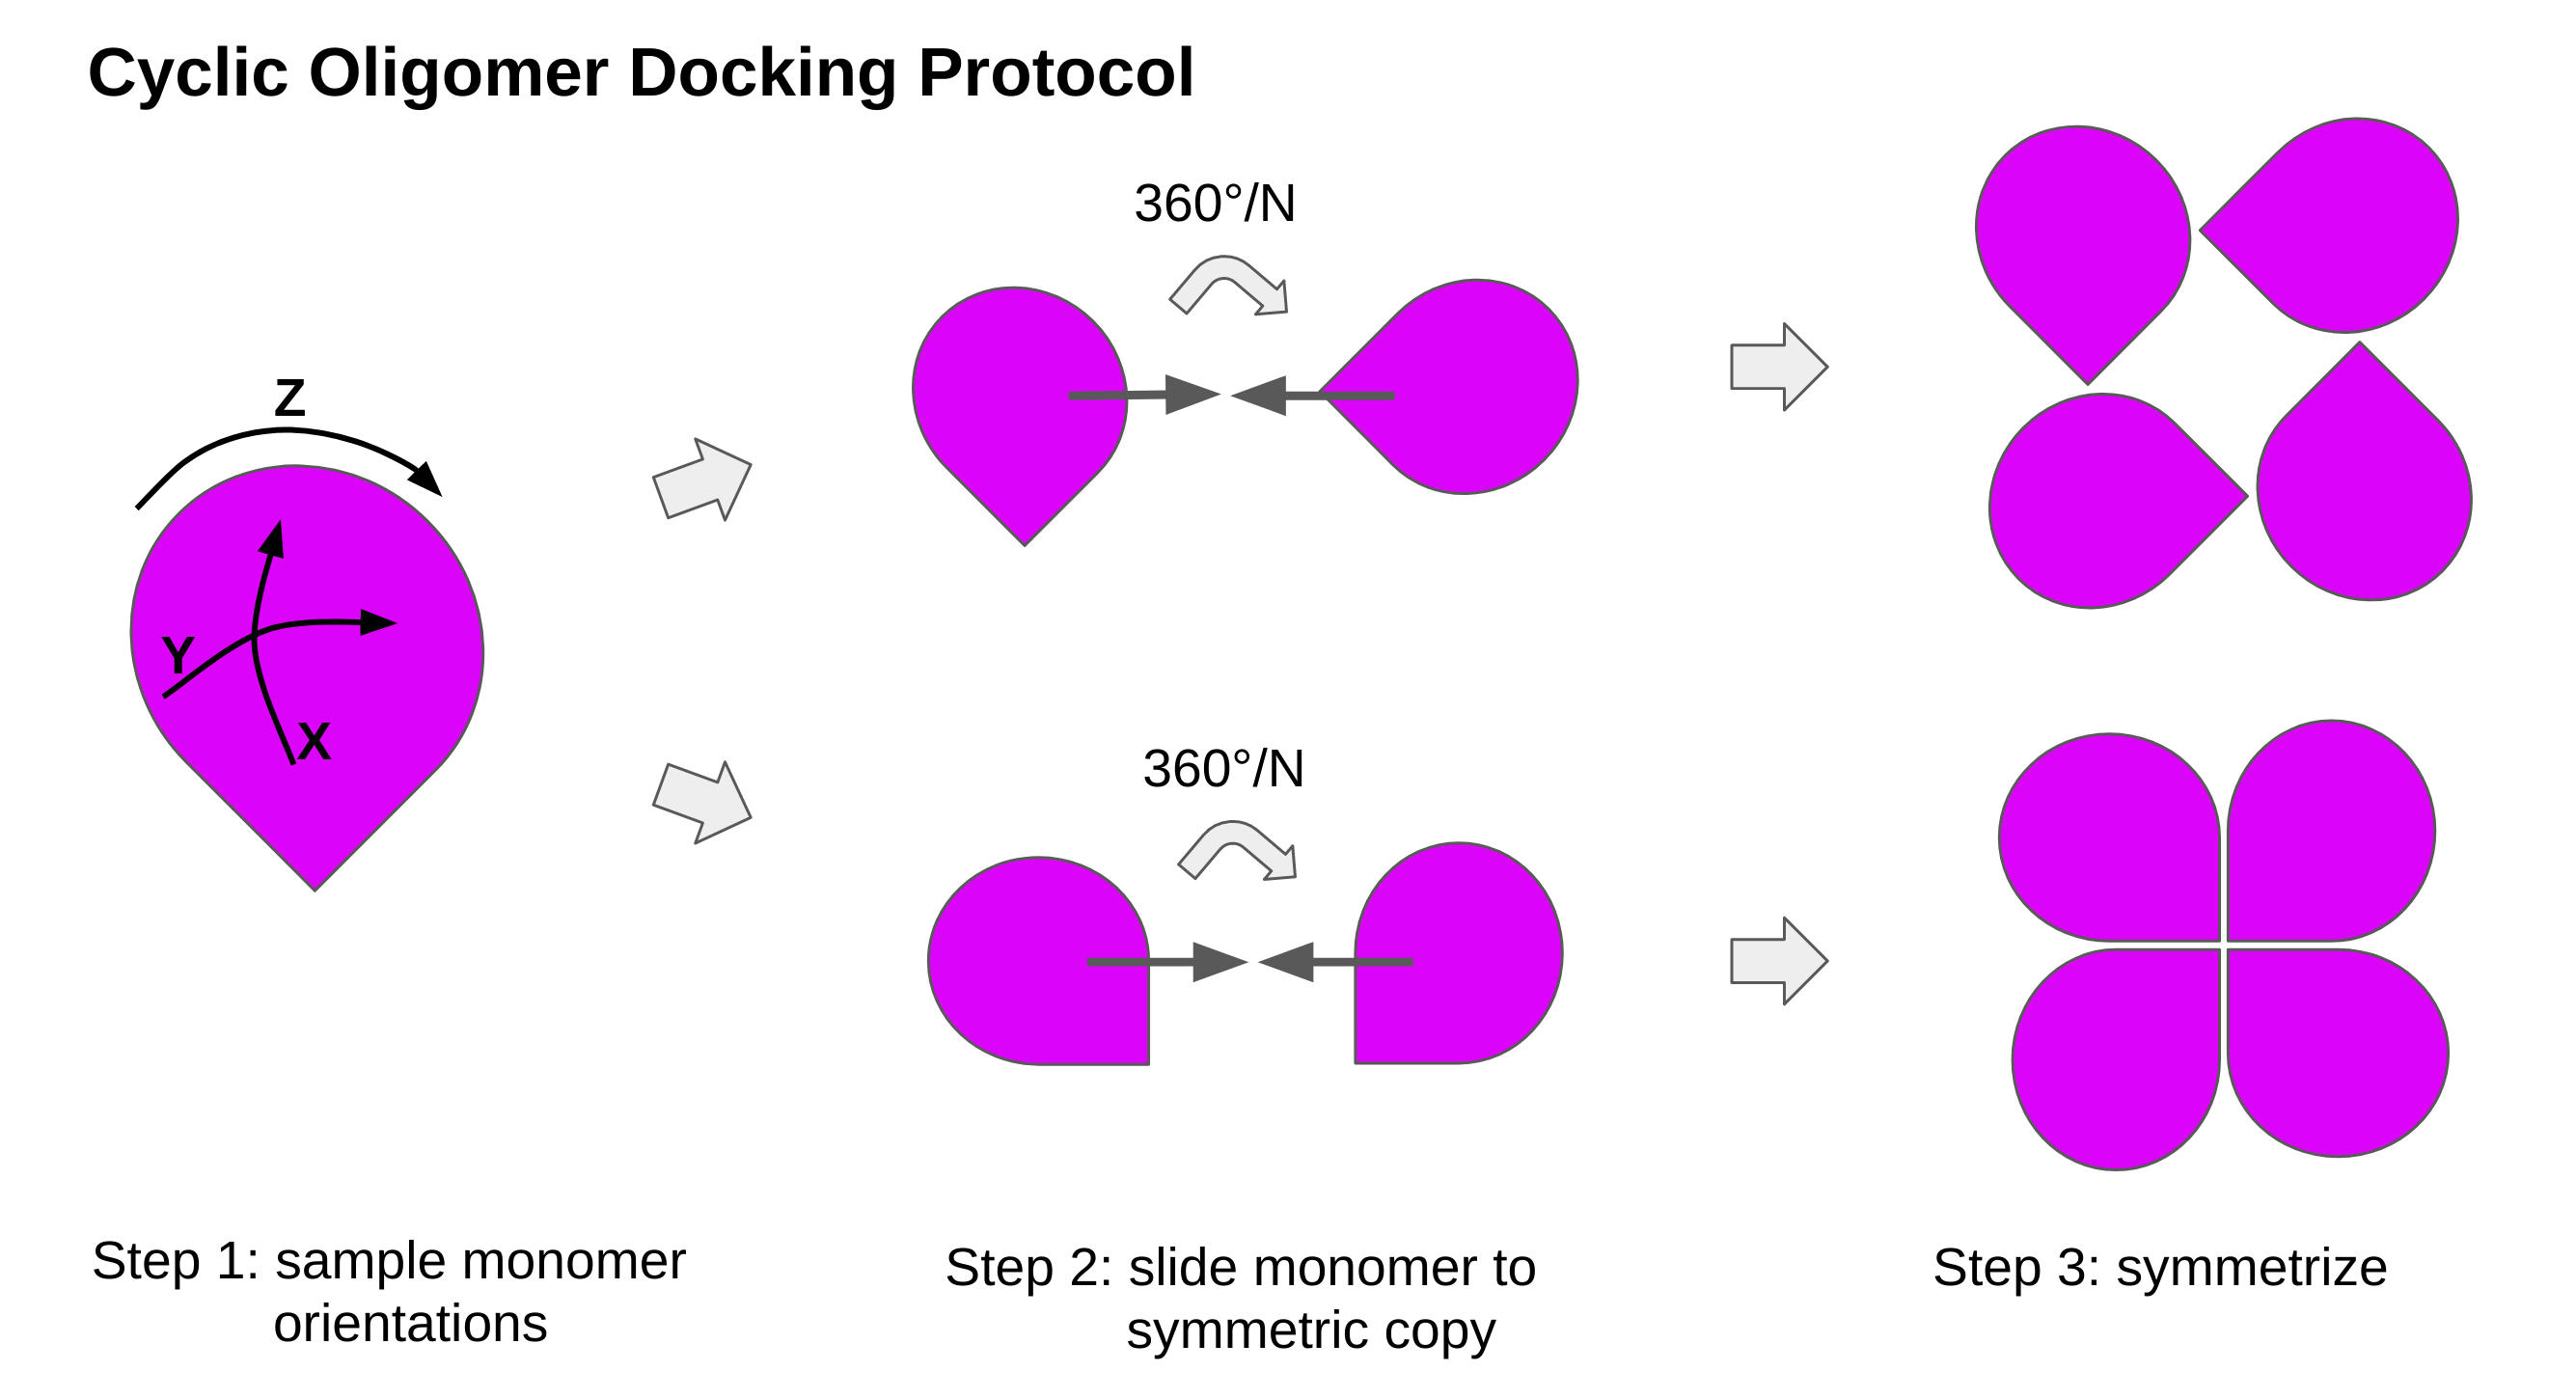 Cyclic Oligomer Docking Protocol
360°/N
Z
Y
X
360°/N
Step 1: sample monomer
orientations
Step 2: slide monomer to
symmetric copy
Step 3: symmetrize